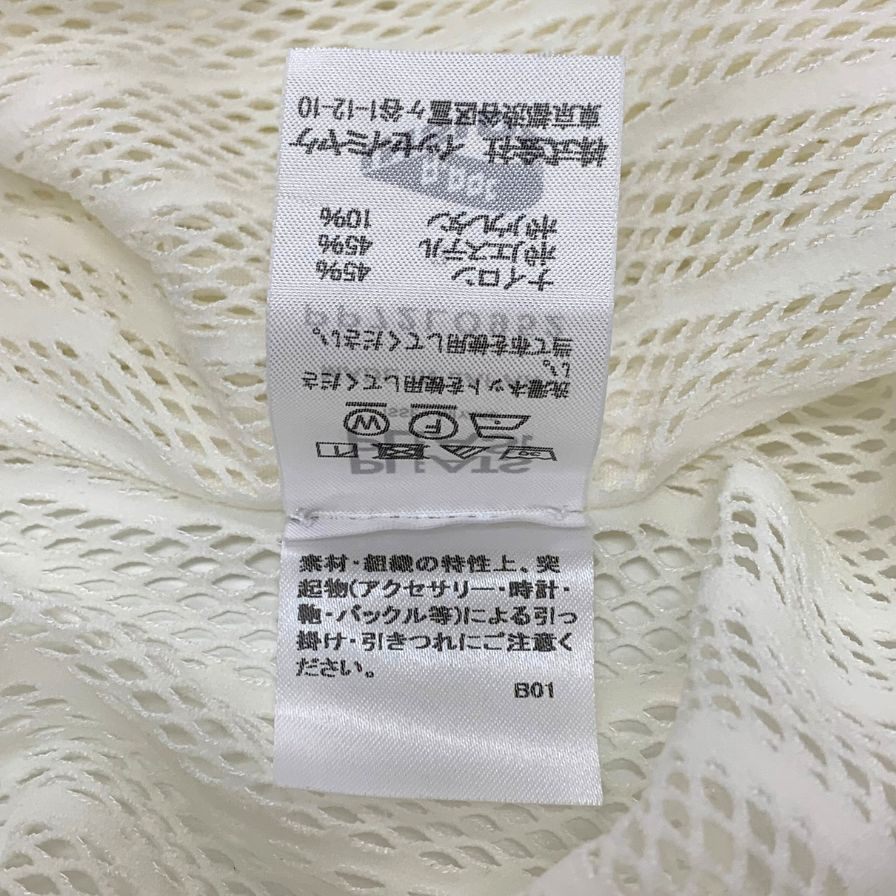 洗濯ネットを使用してくださ
い。
当て布を使用してください。
ナイロン 45%
ポリエステル 45%
ポリウレタン 10%
株式会社 イッセイミヤケ
東京都渋谷区富ヶ谷1-12-10
素材・組織の特性上、突
起物(アクセサリー・時計・
鞄・バックル等)による引っ
掛け・引きつれにご注意く
ださい。
B01